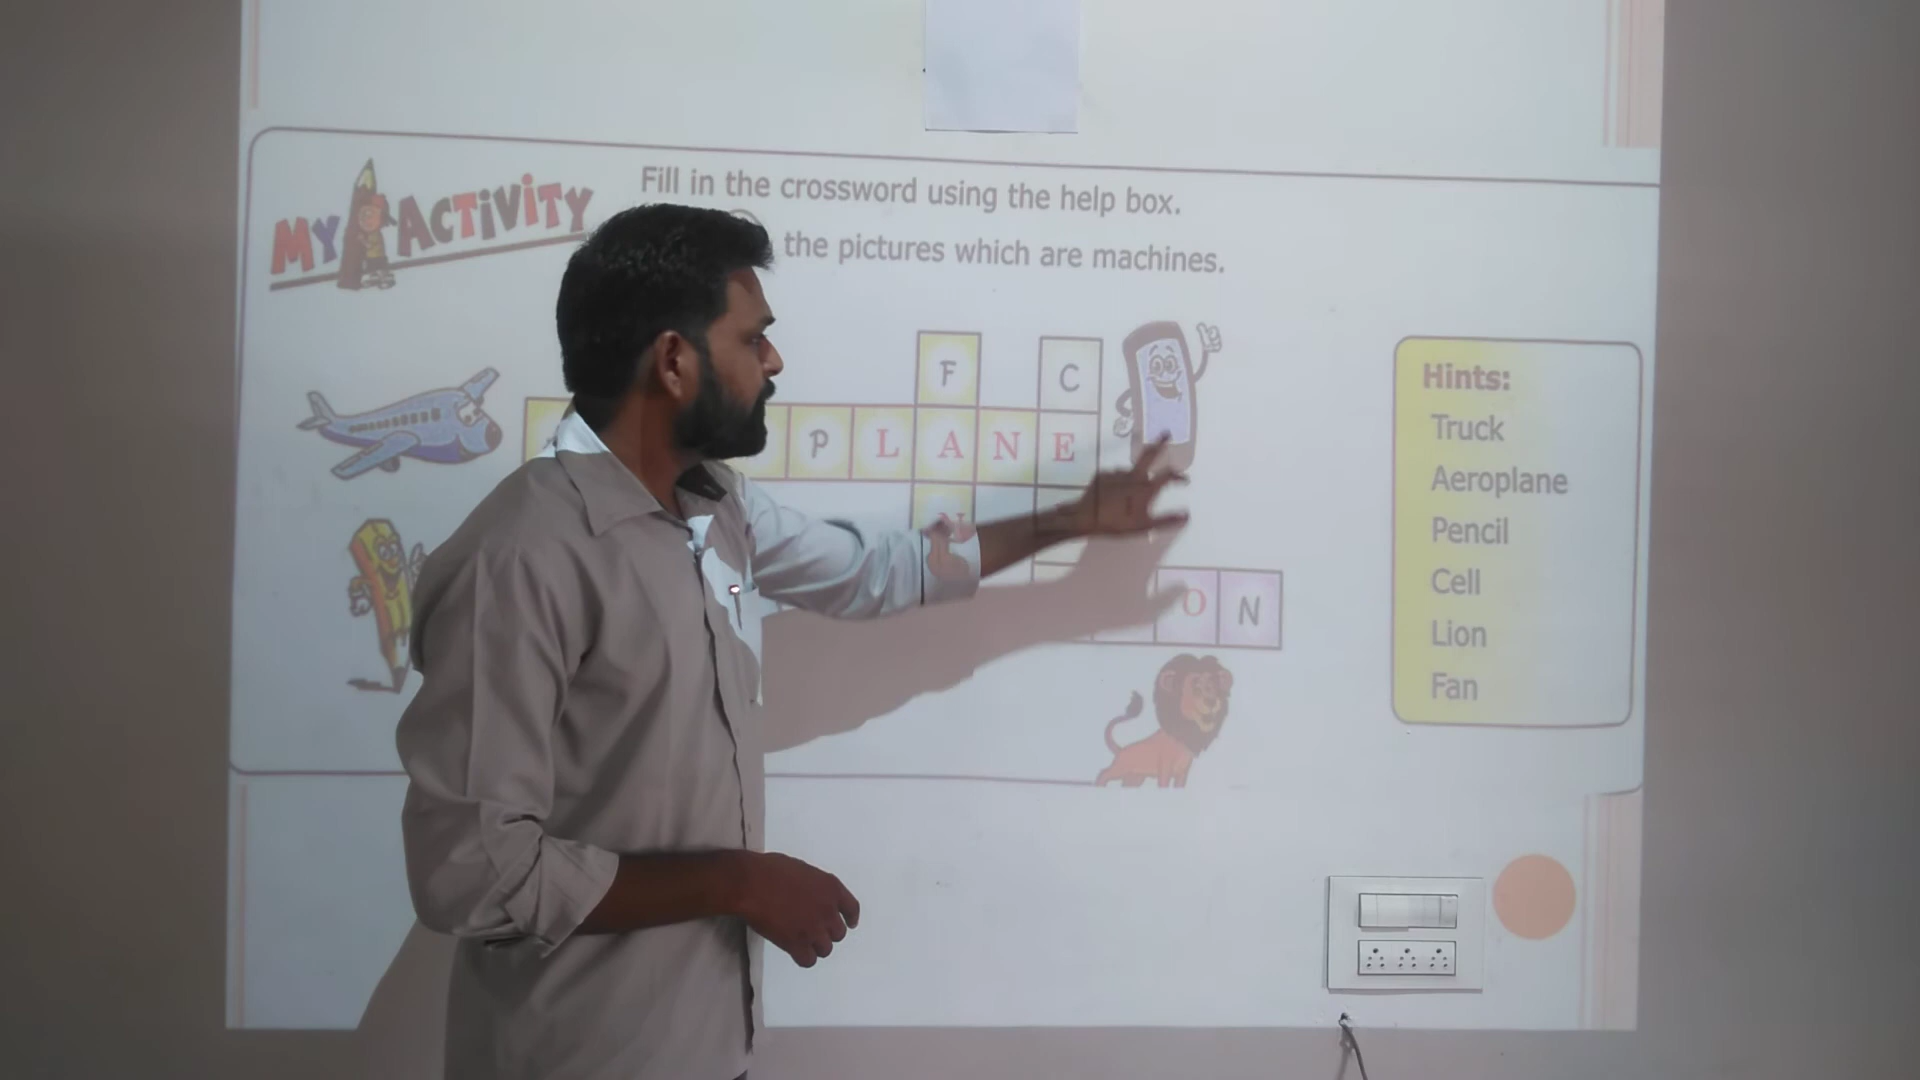 MY ACTIVITY
Fill in the crossword using the help box.
the pictures which are machines.
F C
P L A N E
N
O N
Hints:
Truck
Aeroplane
Pencil
Cell
Lion
Fan